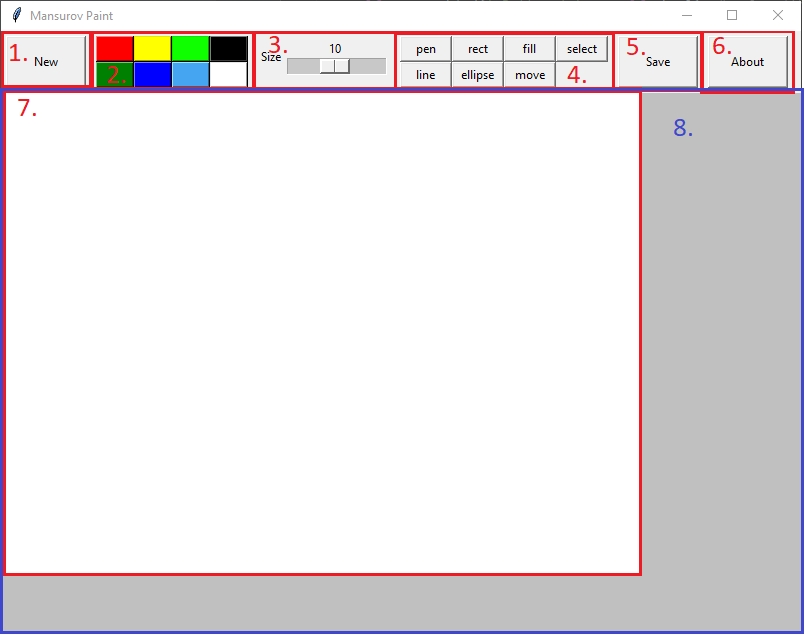 Mansurov Paint
1. New
2.
3. Size 10
pen rect fill select
line ellipse move 4.
5. Save
6. About
7.
8.